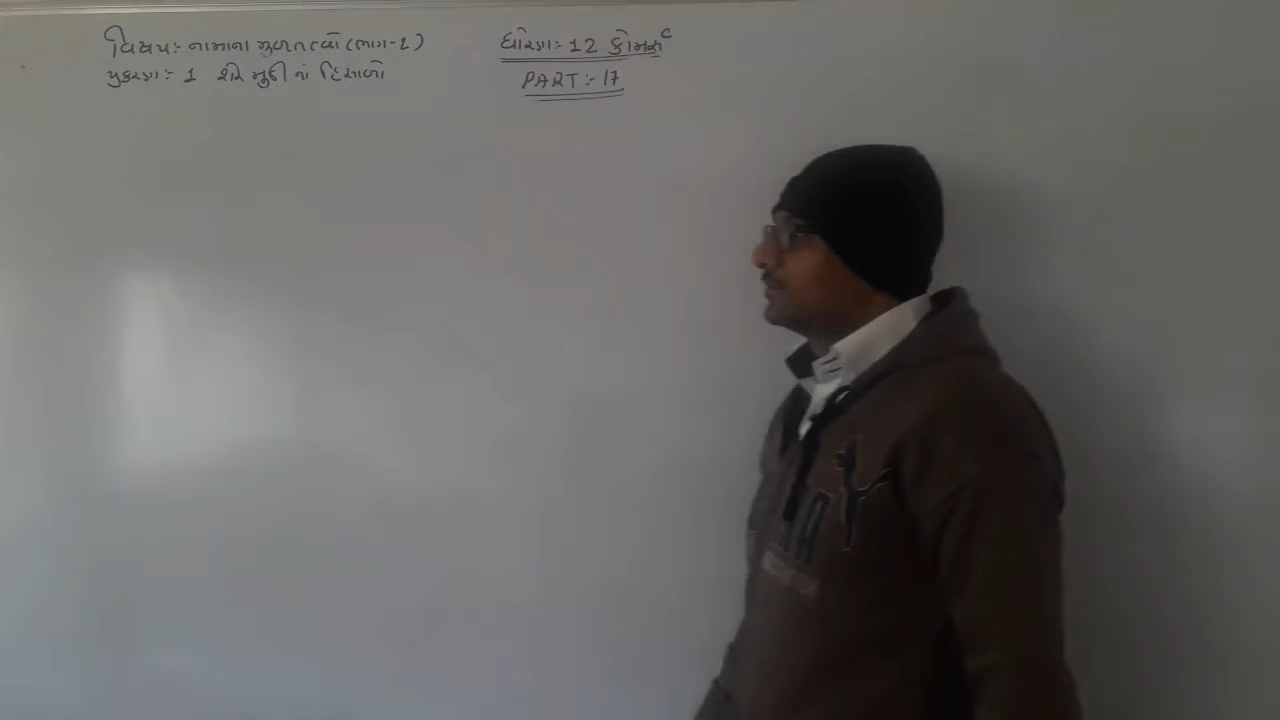 વિષય:- નામાના મુળતત્વો (ભાગ-2) ધોરણ:- 12 કોમર્સ
પ્રકરણ:- 1 શેર મુડી નાં હિસાબો PART:- 17